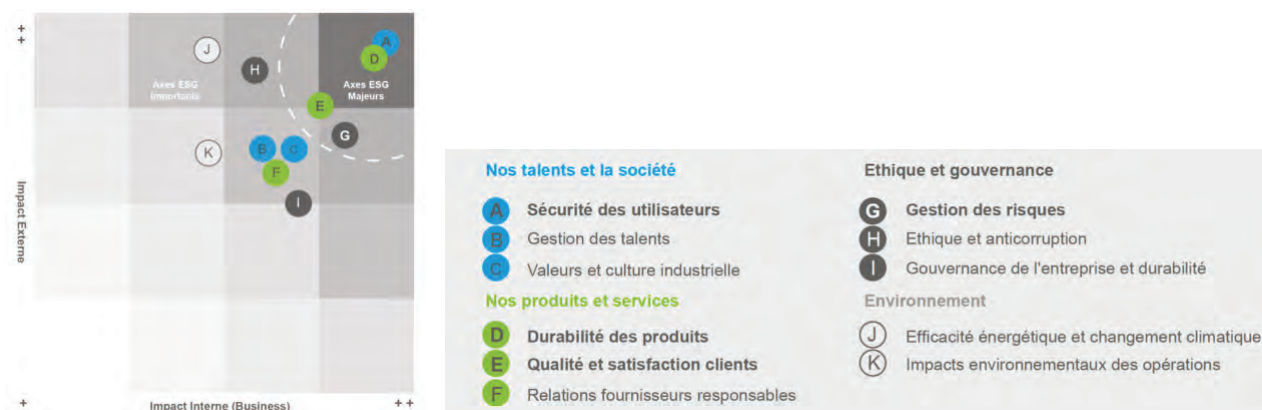 ++
J
A
D
H
Axes ESG
Importants
Axes ESG
Majeurs
E
G
K
B
C
F
I
Impact Externe
+
Impact Interne (Business)
++
Nos talents et la société
A Sécurité des utilisateurs
B Gestion des talents
C Valeurs et culture industrielle
Nos produits et services
D Durabilité des produits
E Qualité et satisfaction clients
F Relations fournisseurs responsables
Ethique et gouvernance
G Gestion des risques
H Ethique et anticorruption
I Gouvernance de l'entreprise et durabilité
Environnement
J Efficacité énergétique et changement climatique
K Impacts environnementaux des opérations